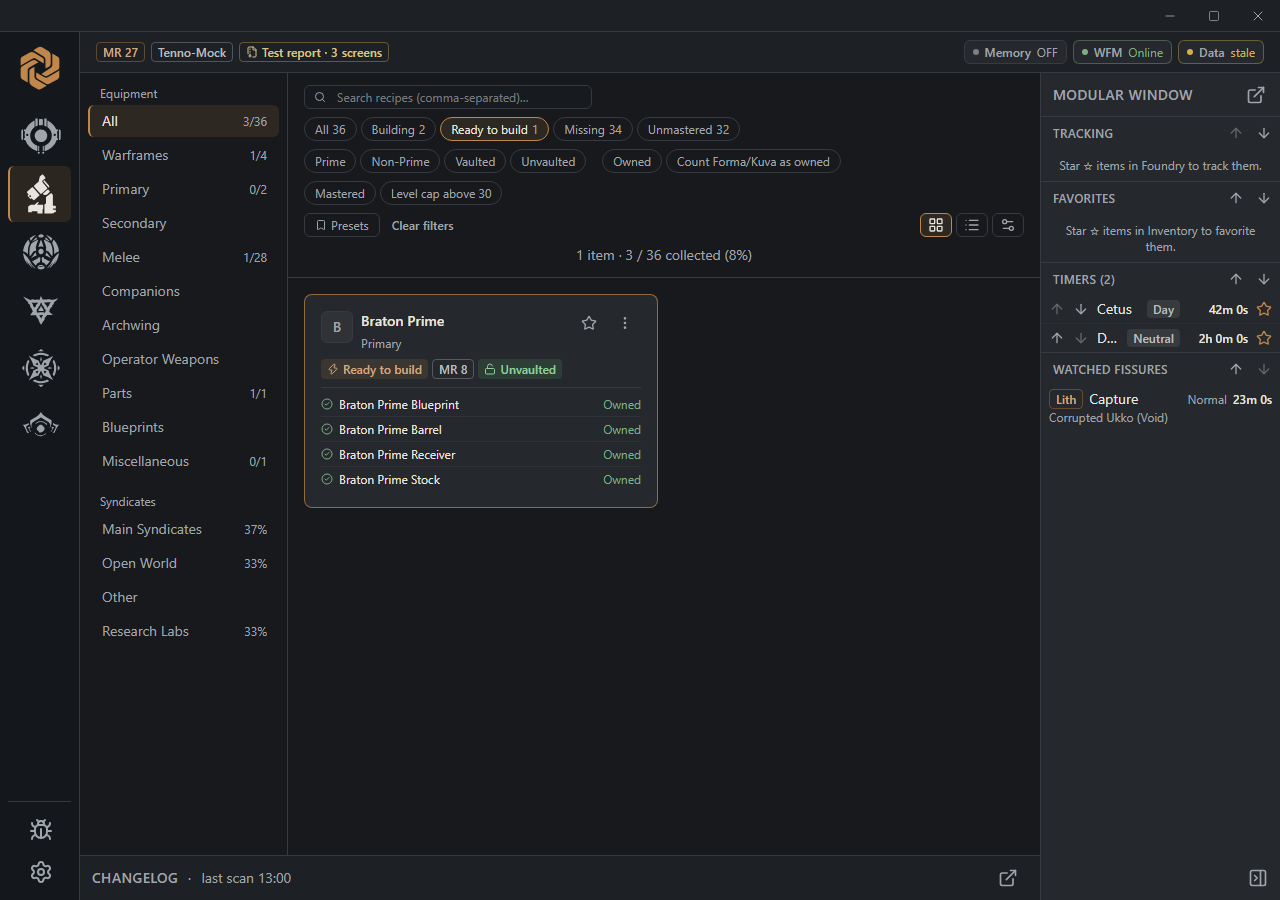 MR 27
Tenno-Mock
Test report · 3 screens
Memory OFF
WFM Online
Data stale
Equipment
All 3/36
Warframes 1/4
Primary 0/2
Secondary
Melee 1/28
Companions
Archwing
Operator Weapons
Parts 1/1
Blueprints
Miscellaneous 0/1
Syndicates
Main Syndicates 37%
Open World 33%
Other
Research Labs 33%
Search recipes (comma-separated)...
All 36 Building 2 Ready to build 1 Missing 34 Unmastered 32
Prime Non-Prime Vaulted Unvaulted Owned Count Forma/Kuva as owned
Mastered Level cap above 30
Presets Clear filters
1 item · 3 / 36 collected (8%)
B
Braton Prime
Primary
Ready to build MR 8 Unvaulted
Braton Prime Blueprint Owned
Braton Prime Barrel Owned
Braton Prime Receiver Owned
Braton Prime Stock Owned
MODULAR WINDOW
TRACKING
Star ☆ items in Foundry to track them.
FAVORITES
Star ☆ items in Inventory to favorite
them.
TIMERS (2)
Cetus Day 42m 0s
D... Neutral 2h 0m 0s
WATCHED FISSURES
Lith Capture Normal 23m 0s
Corrupted Ukko (Void)
CHANGELOG · last scan 13:00